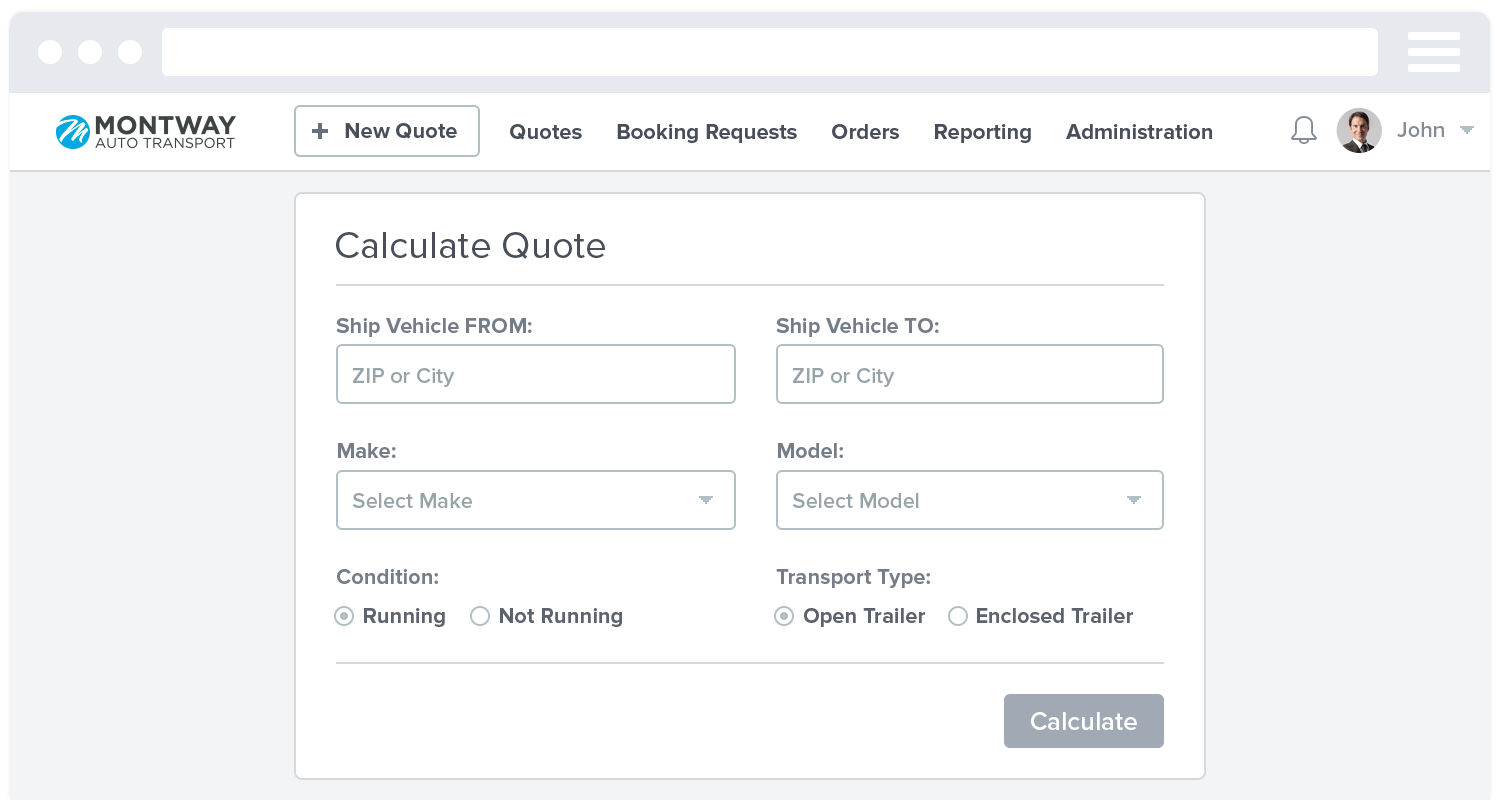 MONTWAY
AUTO TRANSPORT
+ New Quote
Quotes
Booking Requests
Orders
Reporting
Administration
John
Calculate Quote
Ship Vehicle FROM:
Ship Vehicle TO:
ZIP or City
ZIP or City
Make:
Model:
Select Make
Select Model
Condition:
Transport Type:
Running
Not Running
Open Trailer
Enclosed Trailer
Calculate